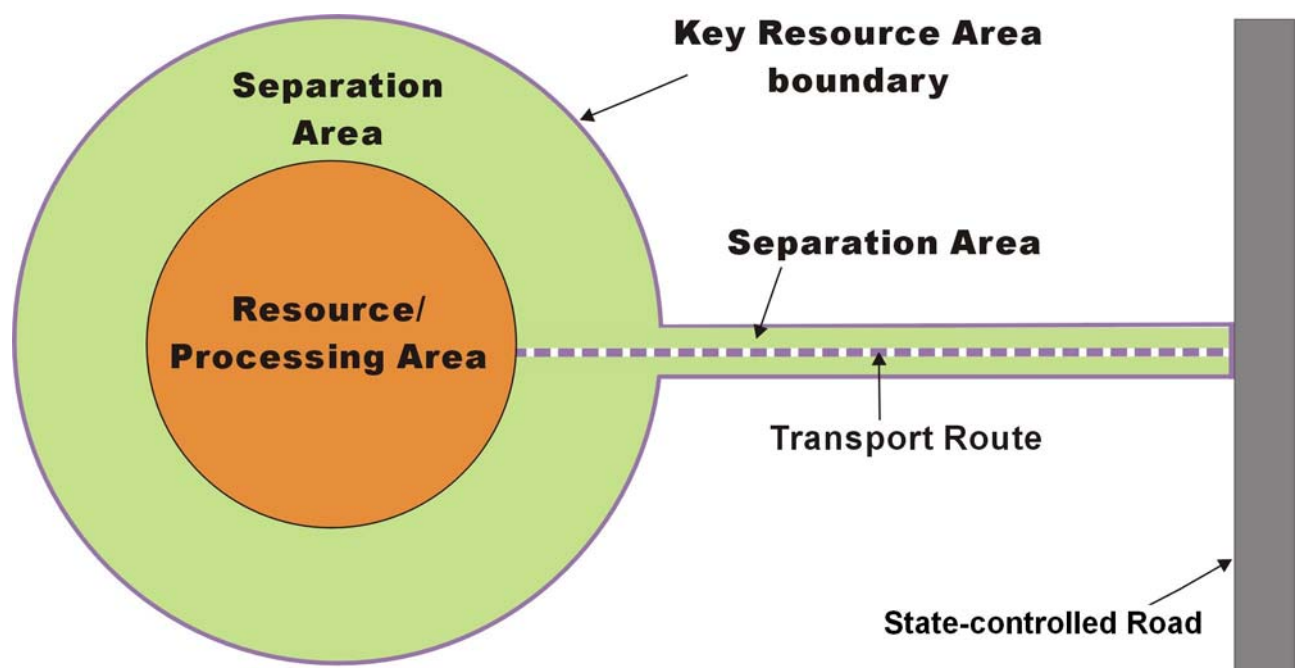 Key Resource Area
boundary
Separation
Area
Separation Area
Resource/
Processing Area
Transport Route
State-controlled Road